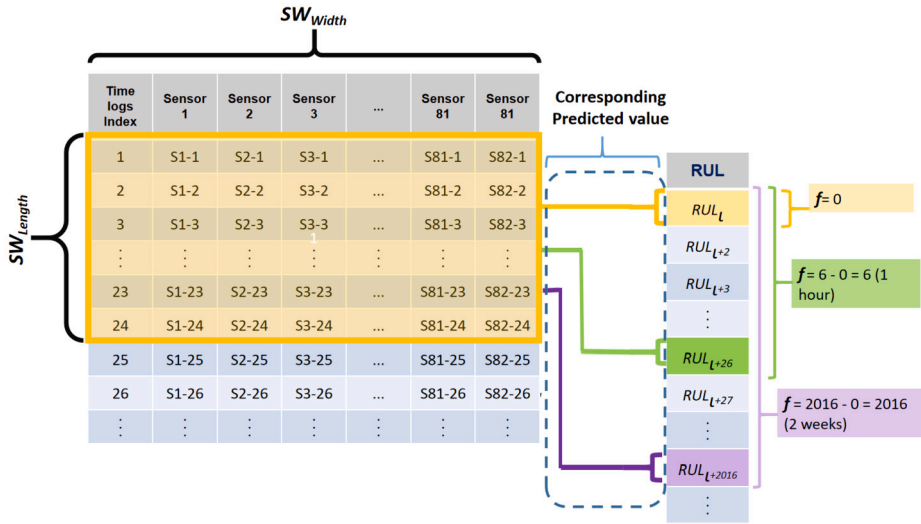 SW_Width
SW_Length
Time logs Index Sensor 1 Sensor 2 Sensor 3 ... Sensor 81 Sensor 81
1 S1-1 S2-1 S3-1 ... S81-1 S82-1
2 S1-2 S2-2 S3-2 ... S81-2 S82-2
3 S1-3 S2-3 S3-3 ... S81-3 S82-3
1
⋮ ⋮ ⋮ ⋮ ⋮ ⋮ ⋮
23 S1-23 S2-23 S3-23 ... S81-23 S82-23
24 S1-24 S2-24 S3-24 ... S81-24 S82-24
25 S1-25 S2-25 S3-25 ... S81-25 S82-25
26 S1-26 S2-26 S3-26 ... S81-26 S82-26
⋮ ⋮ ⋮ ⋮ ⋮ ⋮ ⋮
Corresponding
Predicted value
RUL
RUL_l
RUL_l+2
RUL_l+3
⋮
RUL_l+26
RUL_l+27
⋮
RUL_l+2016
⋮
f= 0
f = 6 - 0 = 6 (1
hour)
f = 2016 - 0 = 2016
(2 weeks)